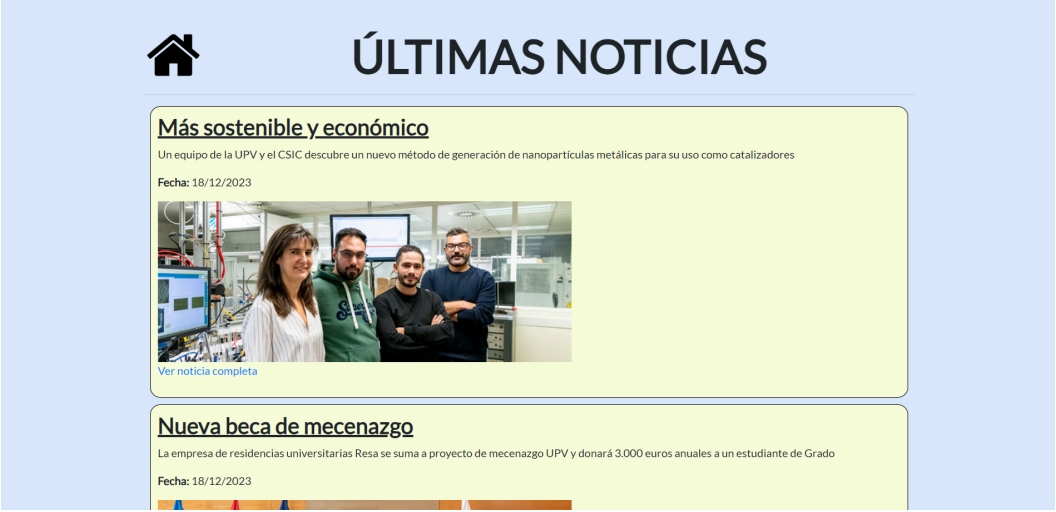 ÚLTIMAS NOTICIAS
Más sostenible y económico
Un equipo de la UPV y el CSIC descubre un nuevo método de generación de nanopartículas metálicas para su uso como catalizadores
Fecha: 18/12/2023
Ver noticia completa
Nueva beca de mecenazgo
La empresa de residencias universitarias Resa se suma a proyecto de mecenazgo UPV y donará 3.000 euros anuales a un estudiante de Grado
Fecha: 18/12/2023